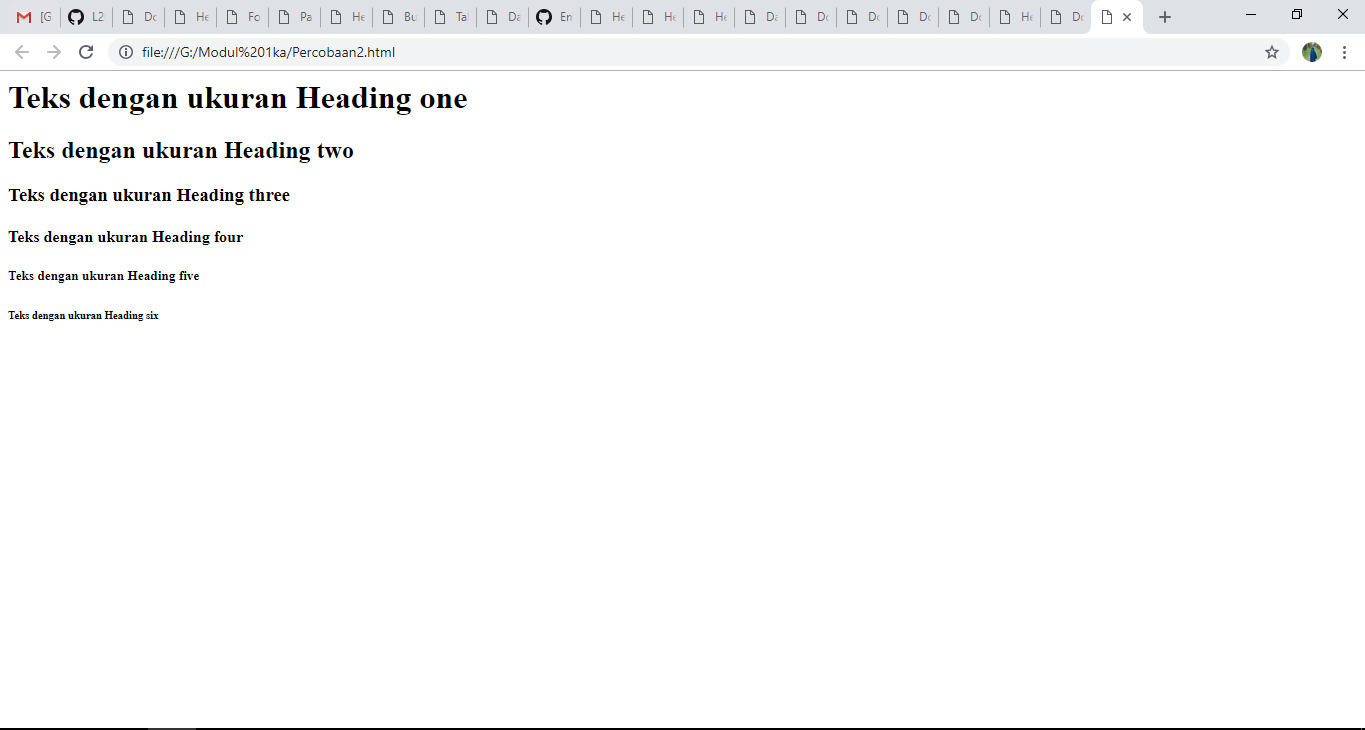 [G L2 Do He Fo Pa He Bu Tal Da En He He He Da Do Do Do Do He Do
file:///G:/Modul%201ka/Percobaan2.html
Teks dengan ukuran Heading one
Teks dengan ukuran Heading two
Teks dengan ukuran Heading three
Teks dengan ukuran Heading four
Teks dengan ukuran Heading five
Teks dengan ukuran Heading six